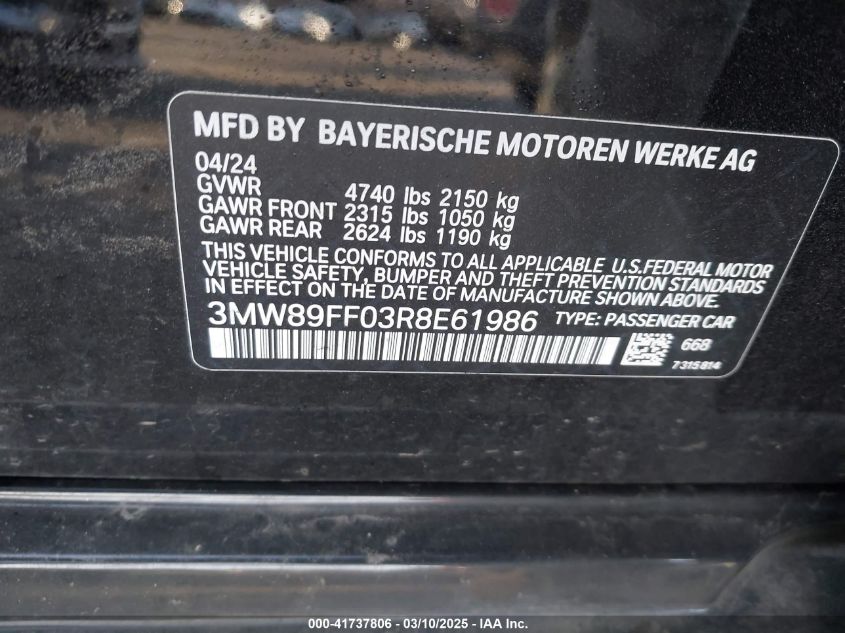 MFD BY BAYERISCHE MOTOREN WERKE AG
04/24
GVWR 4740 lbs 2150 kg
GAWR FRONT 2315 lbs 1050 kg
GAWR REAR 2624 lbs 1190 kg
THIS VEHICLE CONFORMS TO ALL APPLICABLE U.S.FEDERAL MOTOR
VEHICLE SAFETY, BUMPER AND THEFT PREVENTION STANDARDS
IN EFFECT ON THE DATE OF MANUFACTURE SHOWN ABOVE.
3MW89FF03R8E61986 TYPE: PASSENGER CAR
668
7315814
000-41737806 - 03/10/2025 - IAA Inc.